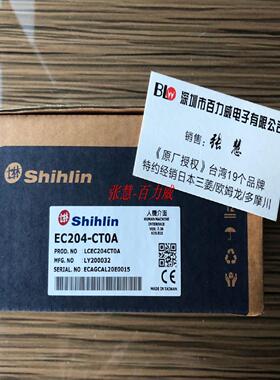 BLW 深圳市百力威电子有限公司
销售: 张慧
《原厂授权》台湾19个品牌
特约经销日本三菱/欧姆龙/多摩川
Shihlin
张慧-百力威
Shihlin
人機介面
HUMAN MACHINE
INTERFACE
EC204-CT0A
PROD. NO. LCEC204CT0A
MFG. NO. LY200032
SERIAL NO. ECAGCAL20E0015
MADE IN TAIWAN